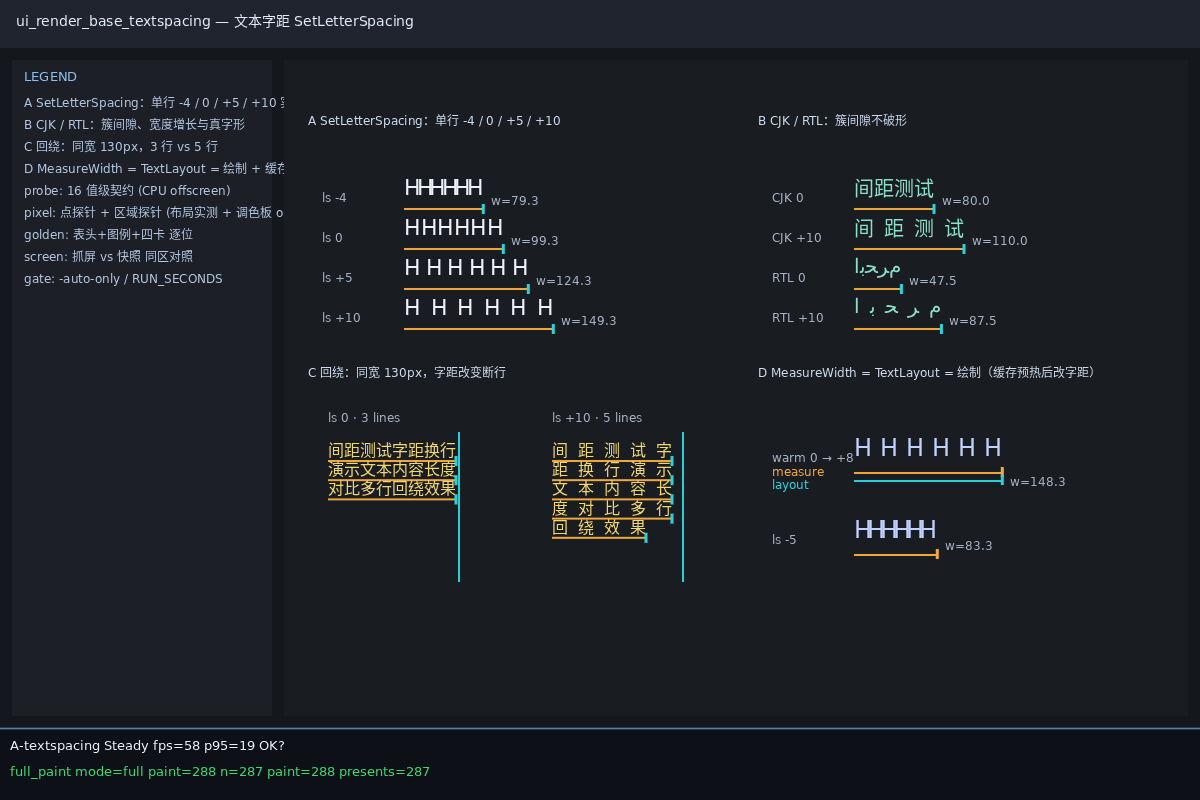 ui_render_base_textspacing — 文本字距 SetLetterSpacing
LEGEND
A SetLetterSpacing：单行 -4 / 0 / +5 / +10
B CJK / RTL：簇间隙、宽度增长与真字形
C 回绕：同宽 130px，3 行 vs 5 行
D MeasureWidth = TextLayout = 绘制 + 缓存
probe: 16 值级契约 (CPU offscreen)
pixel: 点探针 + 区域探针 (布局实测 + 调色板 o
golden: 表头+图例+四卡 逐位
screen: 抓屏 vs 快照 同区对照
gate: -auto-only / RUN_SECONDS
A SetLetterSpacing：单行 -4 / 0 / +5 / +10
ls -4 HHHHHH w=79.3
ls 0 HHHHHH w=99.3
ls +5 H H H H H H w=124.3
ls +10 H H H H H H w=149.3
B CJK / RTL：簇间隙不破形
CJK 0 间距测试 w=80.0
CJK +10 间 距 测 试 w=110.0
RTL 0 مرحبا w=47.5
RTL +10 م ر ح ب ا w=87.5
C 回绕：同宽 130px，字距改变断行
ls 0 · 3 lines
间距测试字距换行
演示文本内容长度
对比多行回绕效果
ls +10 · 5 lines
间 距 测 试 字
距 换 行 演 示
文 本 内 容 长
度 对 比 多 行
回 绕 效 果
D MeasureWidth = TextLayout = 绘制（缓存预热后改字距）
warm 0 → +8 H H H H H H
measure
layout w=148.3
ls -5 HHHHHH w=83.3
A-textspacing Steady fps=58 p95=19 OK?
full_paint mode=full paint=288 n=287 paint=288 presents=287